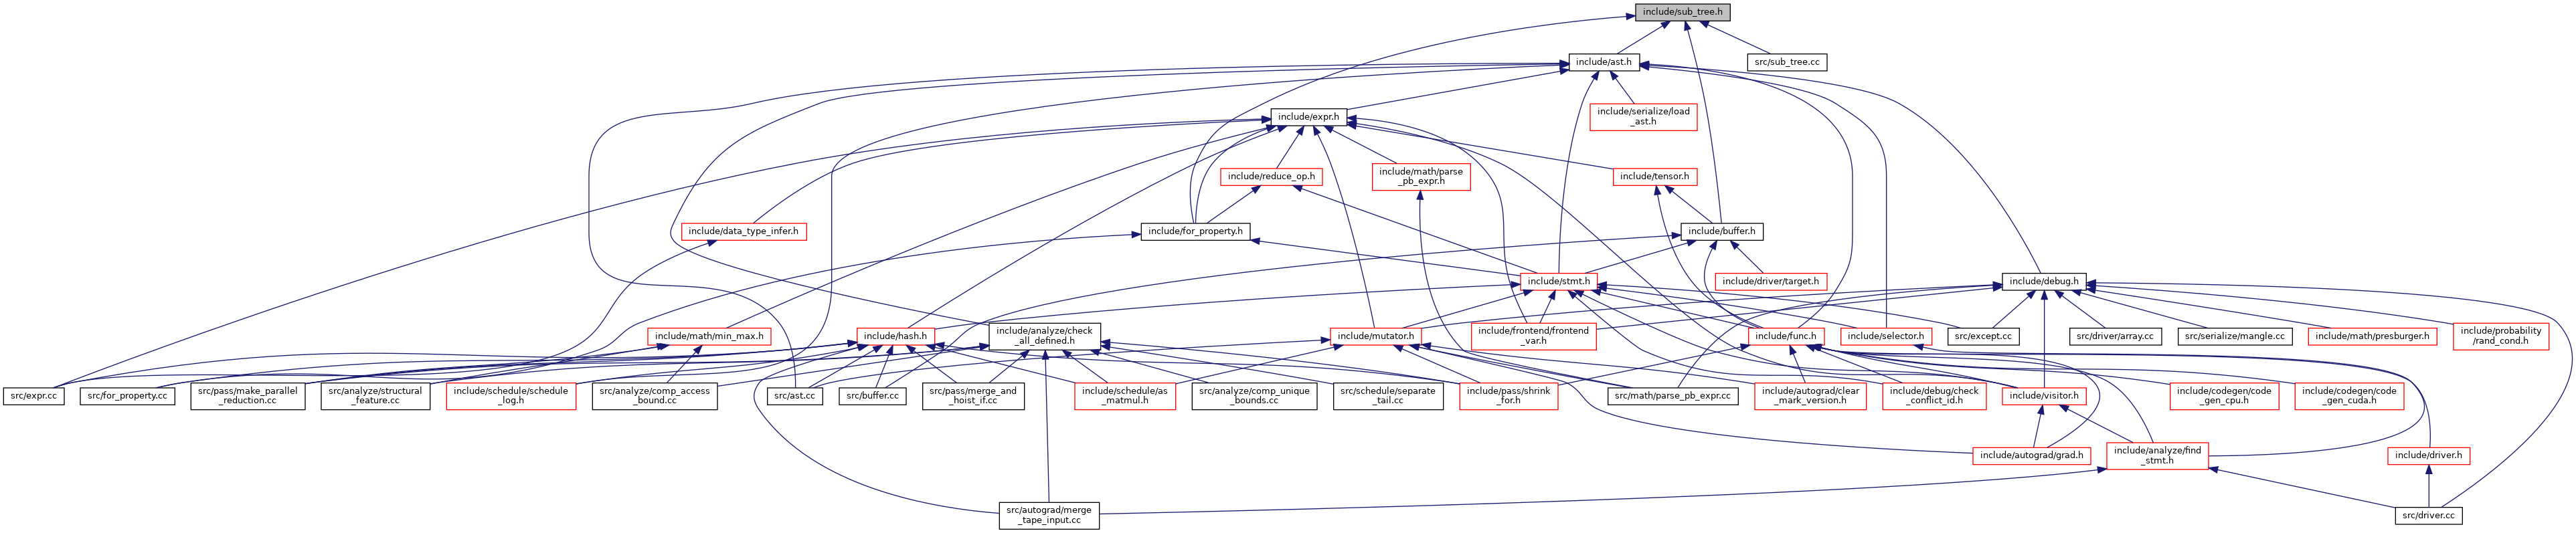 include/sub_tree.h
include/ast.h
src/sub_tree.cc
include/expr.h
include/serialize/load
_ast.h
include/reduce_op.h
include/math/parse
_pb_expr.h
include/tensor.h
include/data_type_infer.h
include/for_property.h
include/buffer.h
include/stmt.h
include/driver/target.h
include/debug.h
include/math/min_max.h
include/hash.h
include/analyze/check
_all_defined.h
include/mutator.h
include/frontend/frontend
_var.h
include/func.h
include/selector.h
src/except.cc
src/driver/array.cc
src/serialize/mangle.cc
include/math/presburger.h
include/probability
/rand_cond.h
src/expr.cc
src/for_property.cc
src/pass/make_parallel
_reduction.cc
src/analyze/structural
_feature.cc
include/schedule/schedule
_log.h
src/analyze/comp_access
_bound.cc
src/ast.cc
src/buffer.cc
src/pass/merge_and
_hoist_if.cc
include/schedule/as
_matmul.h
src/analyze/comp_unique
_bounds.cc
src/schedule/separate
_tail.cc
include/pass/shrink
_for.h
src/math/parse_pb_expr.cc
include/autograd/clear
_mark_version.h
include/debug/check
_conflict_id.h
include/visitor.h
include/codegen/code
_gen_cpu.h
include/codegen/code
_gen_cuda.h
include/autograd/grad.h
include/analyze/find
_stmt.h
include/driver.h
src/autograd/merge
_tape_input.cc
src/driver.cc